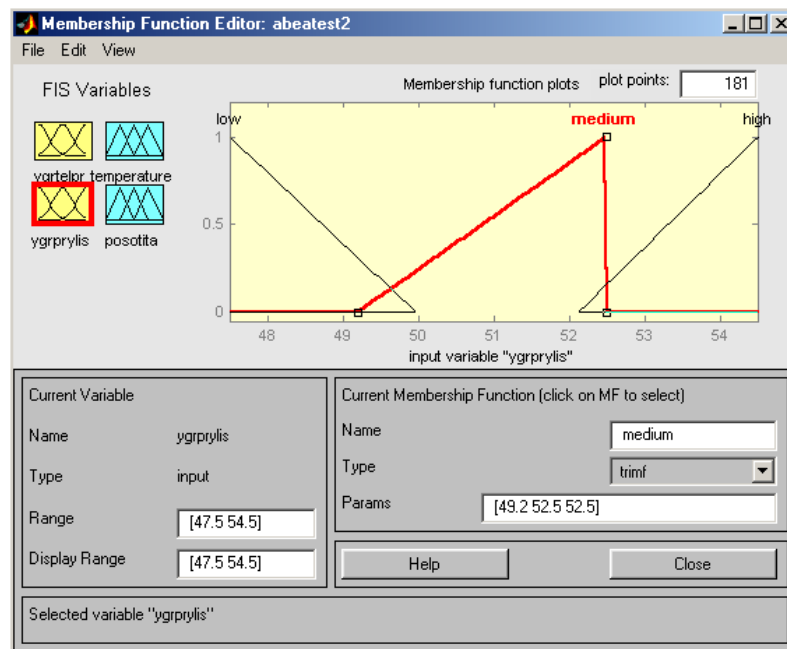 Membership Function Editor: abeatest2
File Edit View
FIS Variables
Membership function plots plot points: 181
ygrtelpr temperature
ygrprylis posotita
low medium high
1
0.5
0
48 49 50 51 52 53 54
input variable "ygrprylis"
Current Variable
Name ygrprylis
Type input
Range [47.5 54.5]
Display Range [47.5 54.5]
Current Membership Function (click on MF to select)
Name medium
Type trimf
Params [49.2 52.5 52.5]
Help Close
Selected variable "ygrprylis"